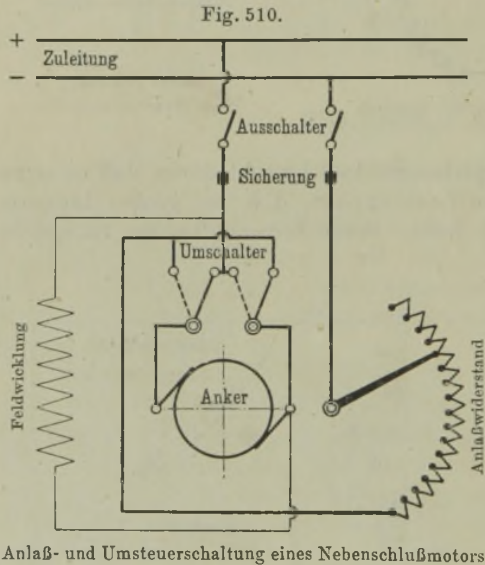 Fig. 510.
+
Zuleitung
−
Ausschalter
Sicherung
Umschalter
Feldwicklung
Anker
Anlaßwiderstand
Anlaß- und Umsteuerschaltung eines Nebenschlußmotors